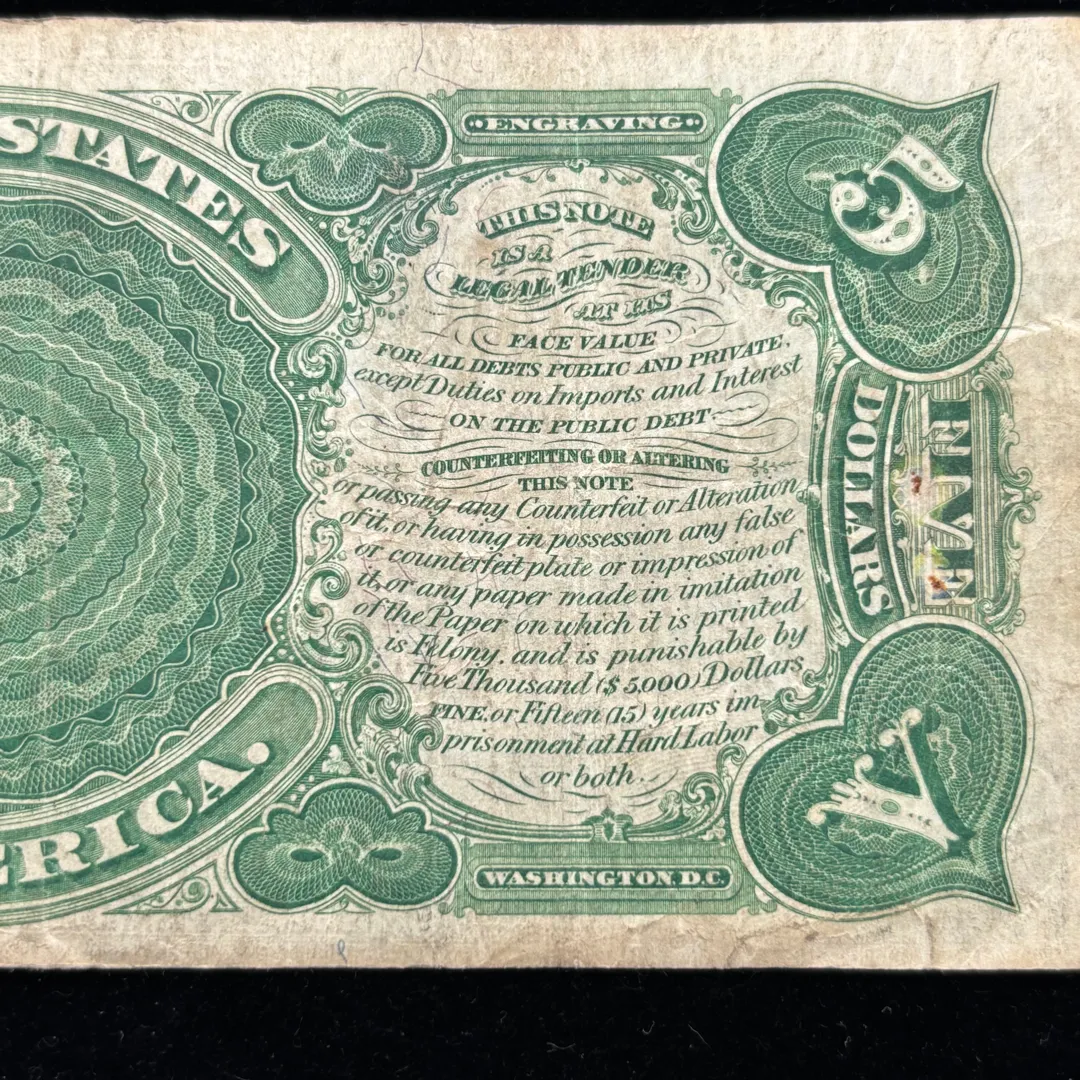 STATES
ERICA.
ENGRAVING
THIS NOTE
IS A
LEGAL TENDER
AT ITS
FACE VALUE
FOR ALL DEBTS PUBLIC AND PRIVATE,
except Duties on Imports and Interest
ON THE PUBLIC DEBT
COUNTERFEITING OR ALTERING
THIS NOTE
or passing any Counterfeit or Alteration
of it, or having in possession any false
or counterfeit plate or impression of
it, or any paper made in imitation
of the Paper on which it is printed
is Felony, and is punishable by
Five Thousand ($5,000) Dollars
FINE, or Fifteen (15) years im-
prisonment at Hard Labor
or both.
WASHINGTON, D.C.
5
FIVE
DOLLARS
V